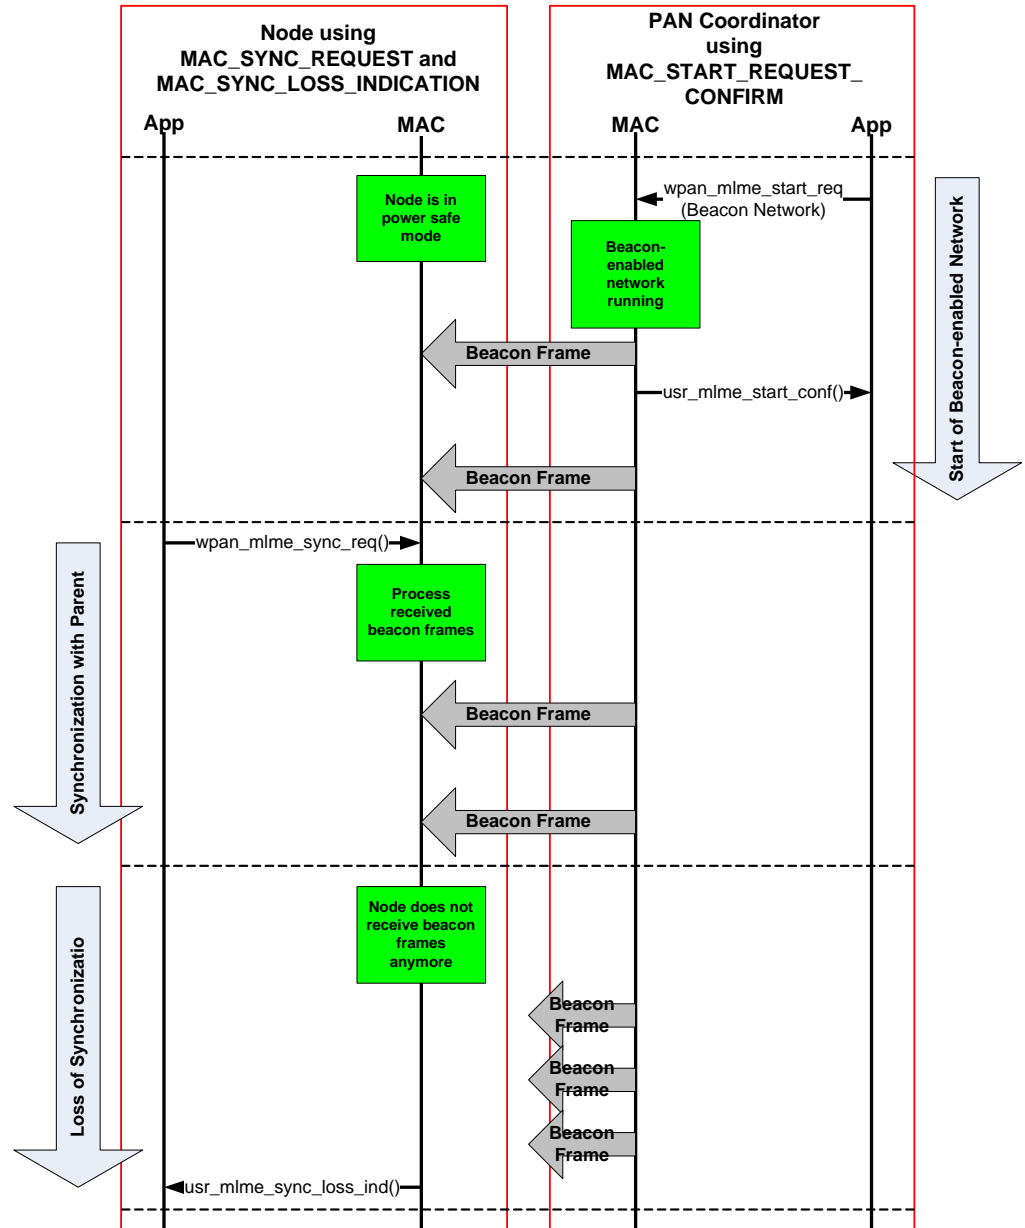 Node using
MAC_SYNC_REQUEST and
MAC_SYNC_LOSS_INDICATION
PAN Coordinator
using
MAC_START_REQUEST_
CONFIRM
App
MAC
MAC
App
Node is in
power safe
mode
wpan_mlme_start_req
(Beacon Network)
Beacon-
enabled
network
running
Beacon Frame
usr_mlme_start_conf()
Beacon Frame
Start of Beacon-enabled Network
wpan_mlme_sync_req()
Process
received
beacon frames
Beacon Frame
Beacon Frame
Synchronization with Parent
Node does not
receive beacon
frames
anymore
Beacon
Frame
Beacon
Frame
Beacon
Frame
Loss of Synchronizatio
usr_mlme_sync_loss_ind()